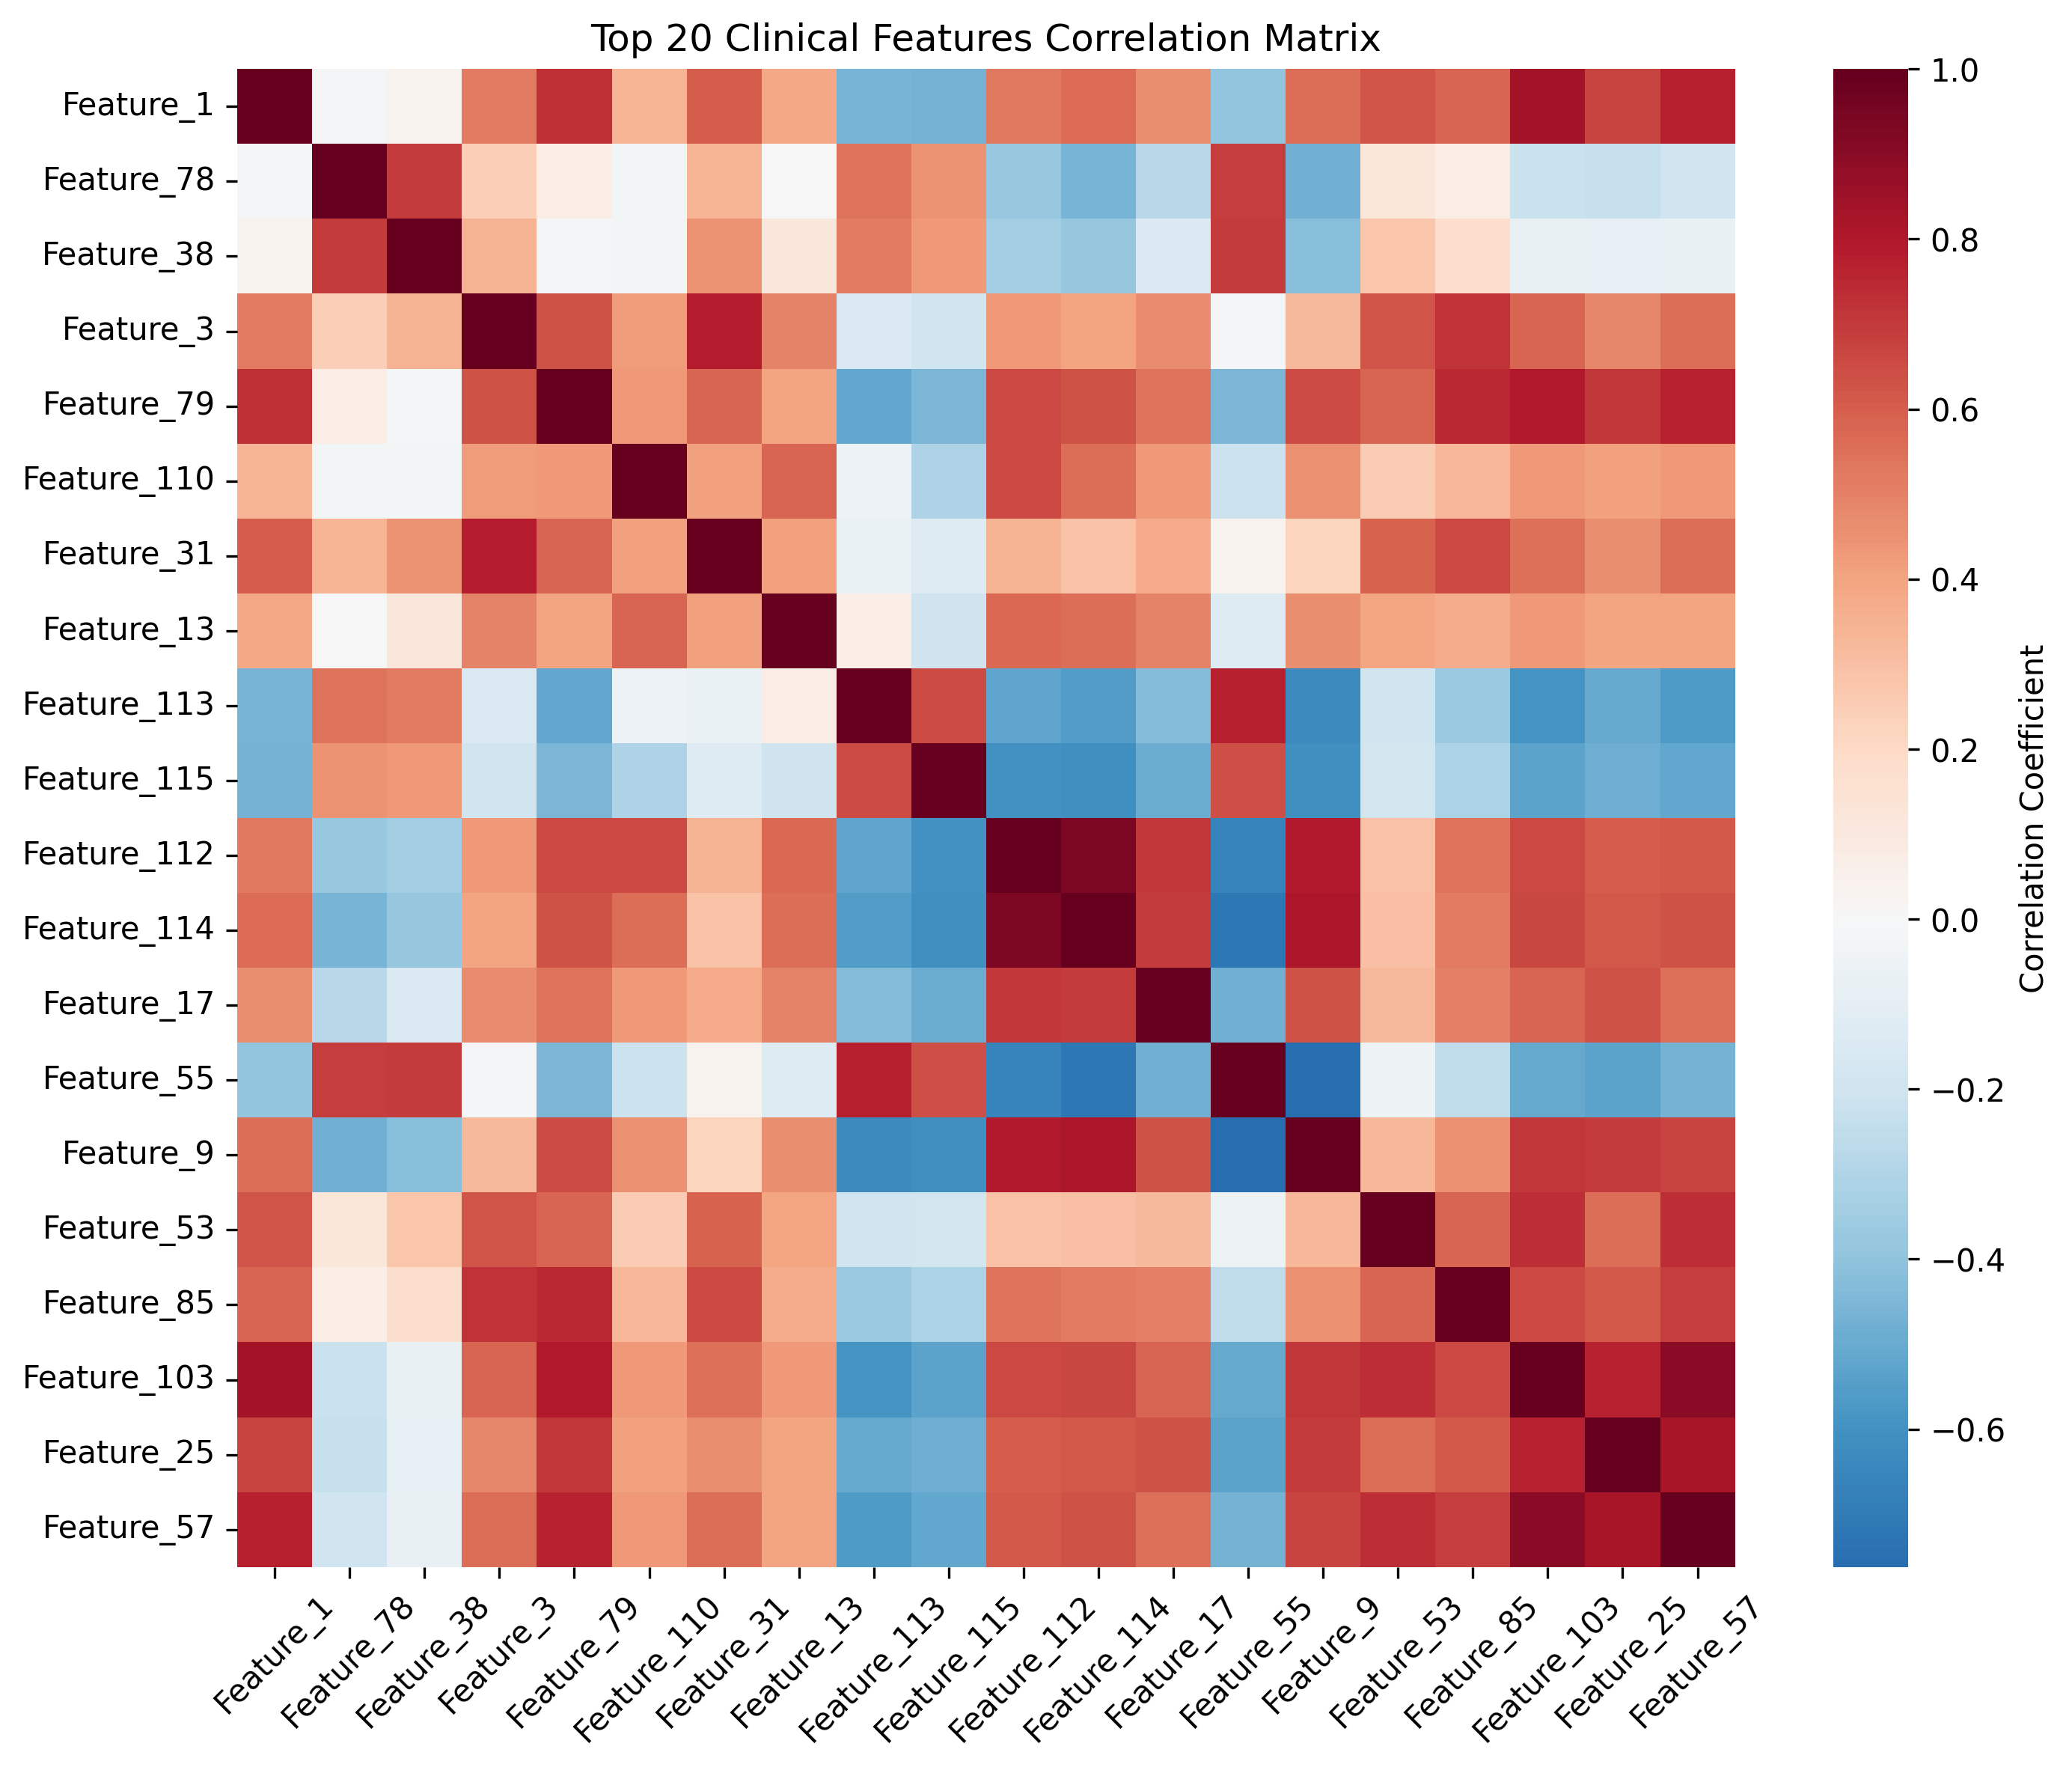 Top 20 Clinical Features Correlation Matrix
Feature_1
Feature_78
Feature_38
Feature_3
Feature_79
Feature_110
Feature_31
Feature_13
Feature_113
Feature_115
Feature_112
Feature_114
Feature_17
Feature_55
Feature_9
Feature_53
Feature_85
Feature_103
Feature_25
Feature_57
Feature_1
Feature_78
Feature_38
Feature_3
Feature_79
Feature_110
Feature_31
Feature_13
Feature_113
Feature_115
Feature_112
Feature_114
Feature_17
Feature_55
Feature_9
Feature_53
Feature_85
Feature_103
Feature_25
Feature_57
1.0
0.8
0.6
0.4
0.2
0.0
−0.2
−0.4
−0.6
Correlation Coefficient